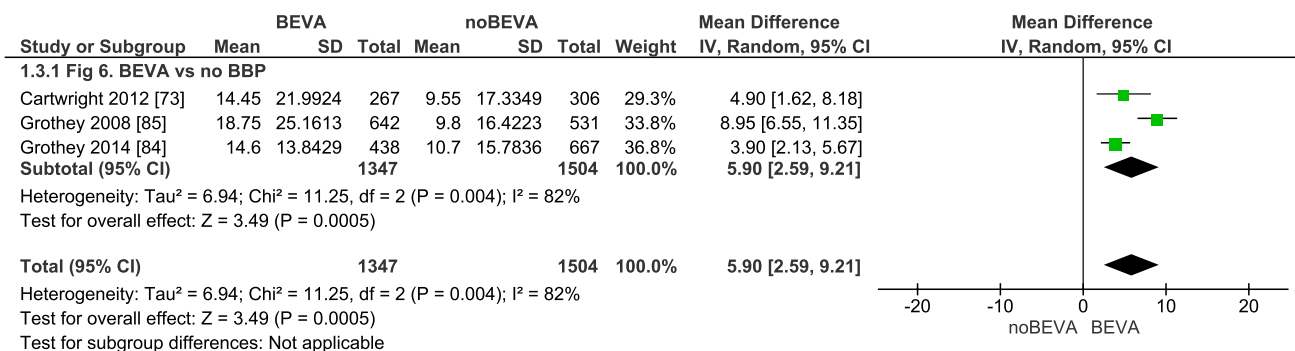 BEVA noBEVA Mean Difference Mean Difference
Study or Subgroup Mean SD Total Mean SD Total Weight IV, Random, 95% CI IV, Random, 95% CI
1.3.1 Fig 6. BEVA vs no BBP
Cartwright 2012 [73] 14.45 21.9924 267 9.55 17.3349 306 29.3% 4.90 [1.62, 8.18]
Grothey 2008 [85] 18.75 25.1613 642 9.8 16.4223 531 33.8% 8.95 [6.55, 11.35]
Grothey 2014 [84] 14.6 13.8429 438 10.7 15.7836 667 36.8% 3.90 [2.13, 5.67]
Subtotal (95% CI) 1347 1504 100.0% 5.90 [2.59, 9.21]
Heterogeneity: Tau² = 6.94; Chi² = 11.25, df = 2 (P = 0.004); I² = 82%
Test for overall effect: Z = 3.49 (P = 0.0005)
Total (95% CI) 1347 1504 100.0% 5.90 [2.59, 9.21]
Heterogeneity: Tau² = 6.94; Chi² = 11.25, df = 2 (P = 0.004); I² = 82%
Test for overall effect: Z = 3.49 (P = 0.0005)
Test for subgroup differences: Not applicable
-20 -10 0 10 20
noBEVA BEVA